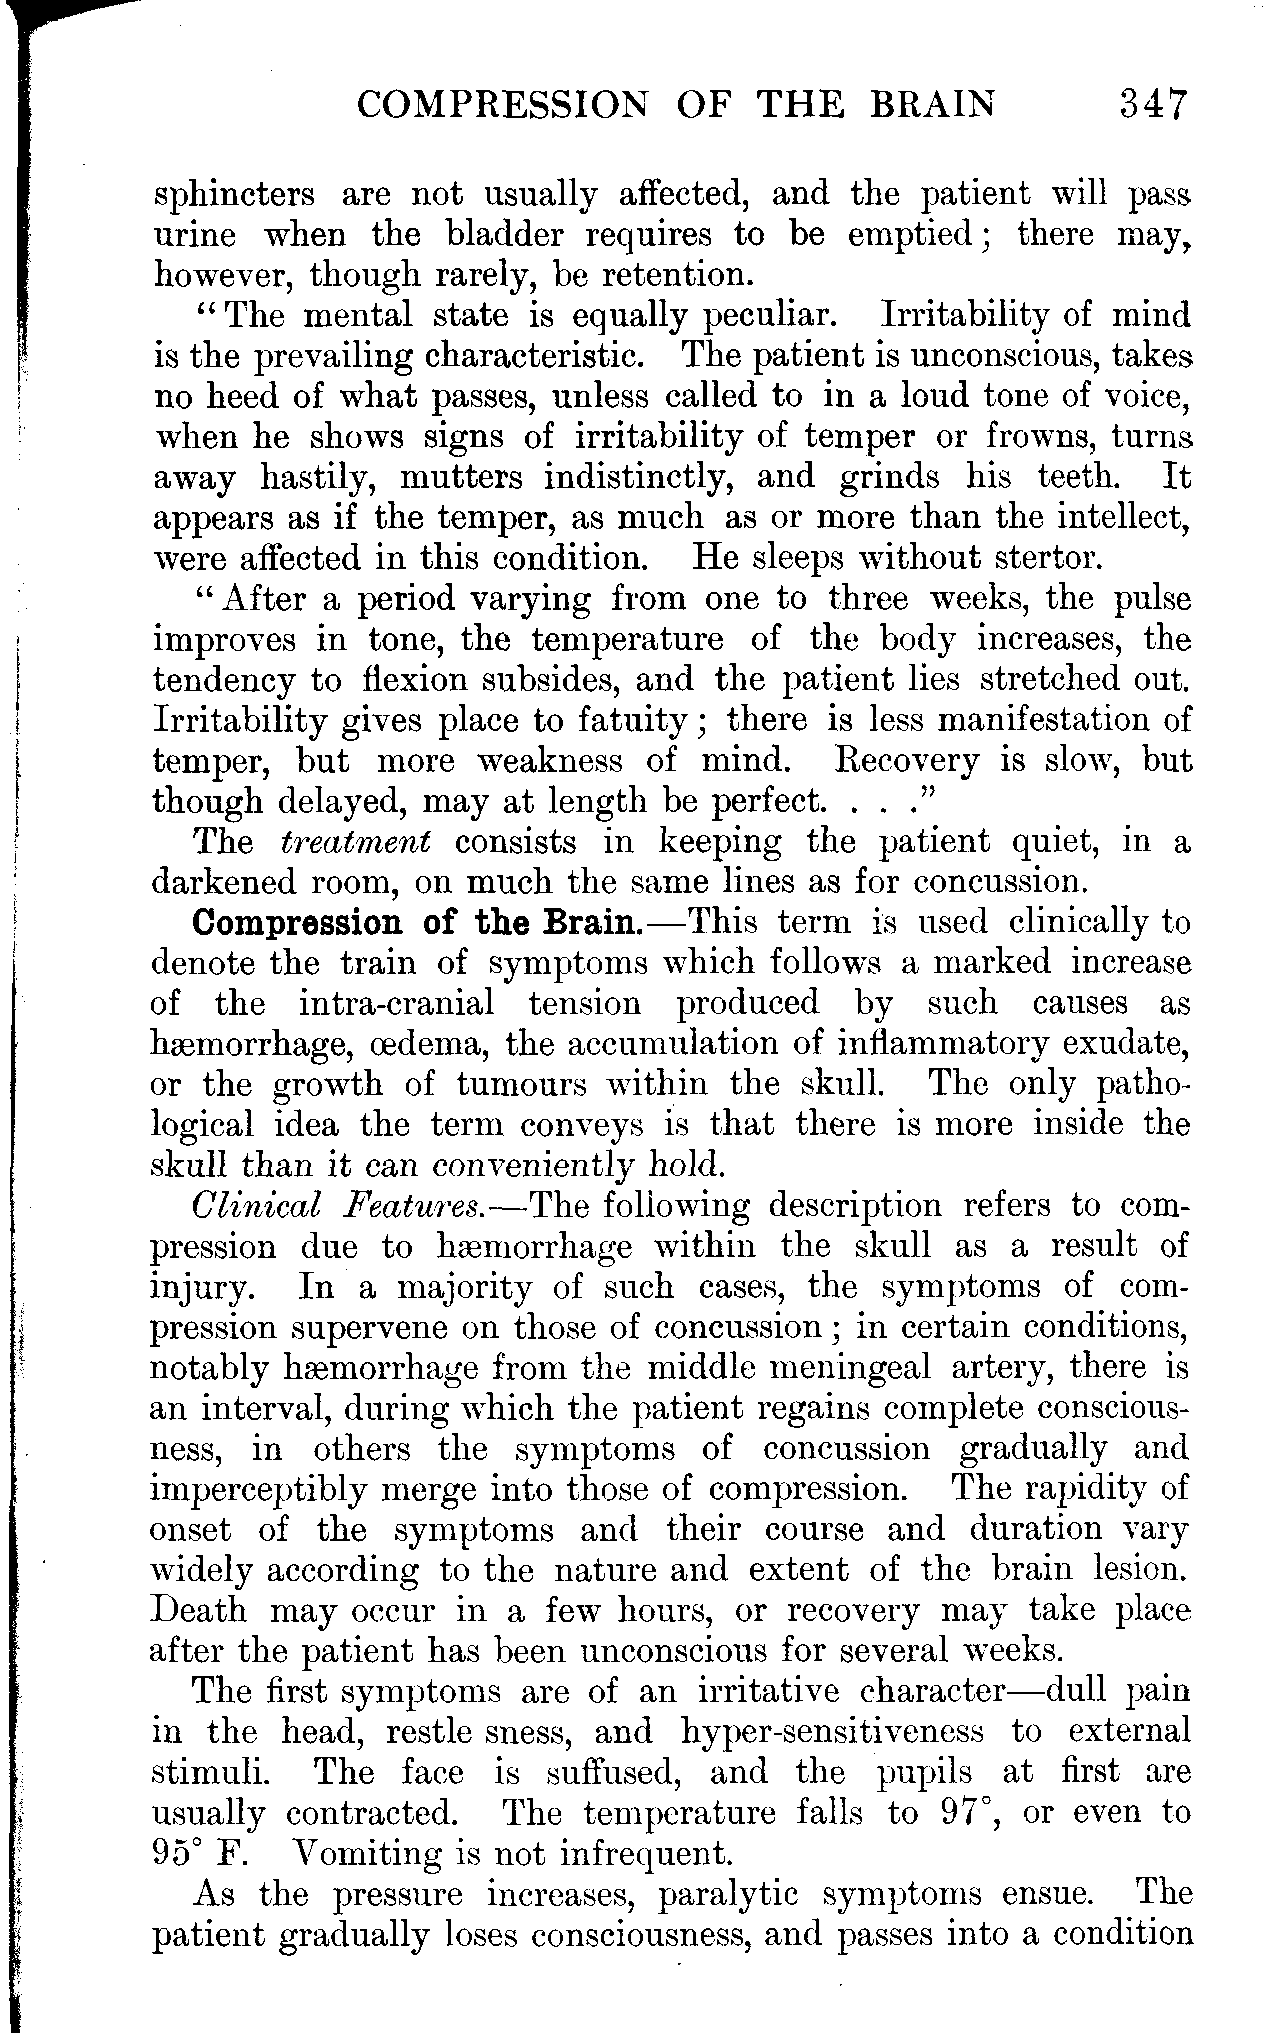 COMPRESSION OF THE BRAIN 347
sphincters are not usually affected, and the patient will pass
urine when the bladder requires to be emptied; there may,
however, though rarely, be retention.
“The mental state is equally peculiar. Irritability of mind
is the prevailing characteristic. The patient is unconscious, takes
no heed of what passes, unless called to in a loud tone of voice,
when he shows signs of irritability of temper or frowns, turns
away hastily, mutters indistinctly, and grinds his teeth. It
appears as if the temper, as much as or more than the intellect,
were affected in this condition. He sleeps without stertor.
“After a period varying from one to three weeks, the pulse
improves in tone, the temperature of the body increases, the
tendency to flexion subsides, and the patient lies stretched out.
Irritability gives place to fatuity; there is less manifestation of
temper, but more weakness of mind. Recovery is slow, but
though delayed, may at length be perfect. . . .”
The treatment consists in keeping the patient quiet, in a
darkened room, on much the same lines as for concussion.
Compression of the Brain.—This term is used clinically to
denote the train of symptoms which follows a marked increase
of the intra-cranial tension produced by such causes as
hæmorrhage, œdema, the accumulation of inflammatory exudate,
or the growth of tumours within the skull. The only patho-
logical idea the term conveys is that there is more inside the
skull than it can conveniently hold.
Clinical Features.—The following description refers to com-
pression due to hæmorrhage within the skull as a result of
injury. In a majority of such cases, the symptoms of com-
pression supervene on those of concussion; in certain conditions,
notably hæmorrhage from the middle meningeal artery, there is
an interval, during which the patient regains complete conscious-
ness, in others the symptoms of concussion gradually and
imperceptibly merge into those of compression. The rapidity of
onset of the symptoms and their course and duration vary
widely according to the nature and extent of the brain lesion.
Death may occur in a few hours, or recovery may take place
after the patient has been unconscious for several weeks.
The first symptoms are of an irritative character—dull pain
in the head, restle sness, and hyper-sensitiveness to external
stimuli. The face is suffused, and the pupils at first are
usually contracted. The temperature falls to 97°, or even to
95° F. Vomiting is not infrequent.
As the pressure increases, paralytic symptoms ensue. The
patient gradually loses consciousness, and passes into a condition